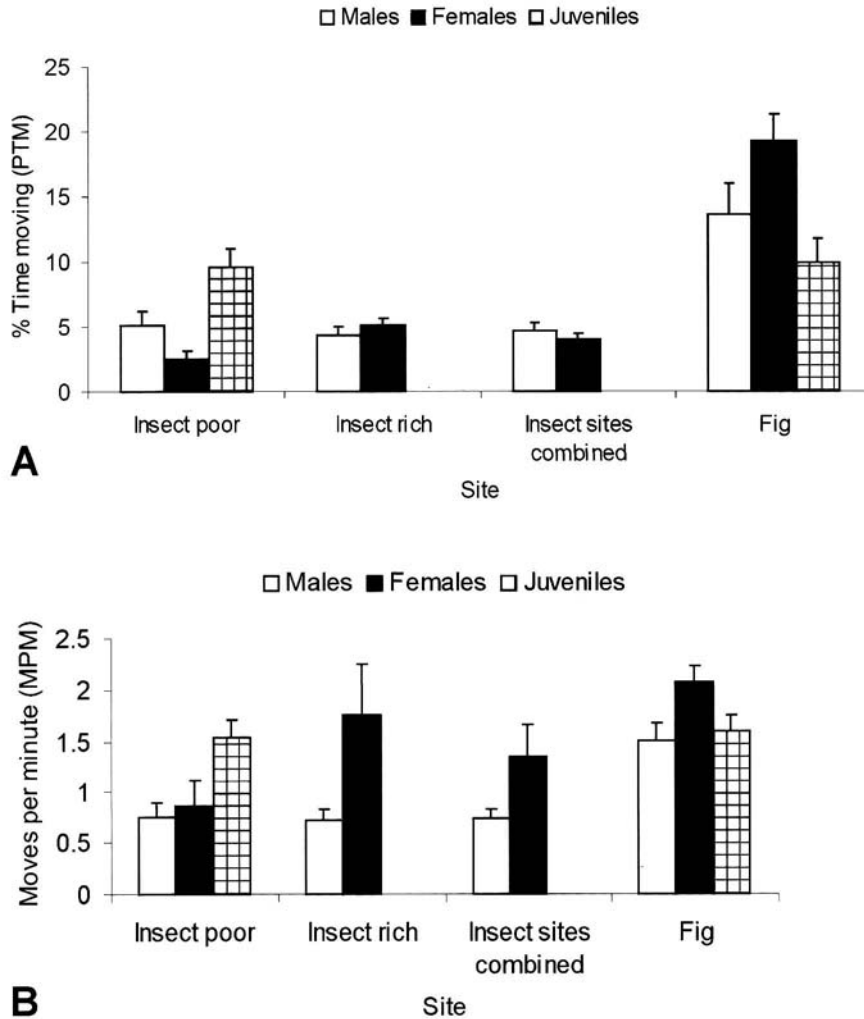 Males Females Juveniles
25
20
15
10
5
0
% Time moving (PTM)
Insect poor Insect rich Insect sites Fig
combined
A
Site
Males Females Juveniles
2.5
2
1.5
1
0.5
0
Moves per minute (MPM)
Insect poor Insect rich Insect sites Fig
combined
B
Site